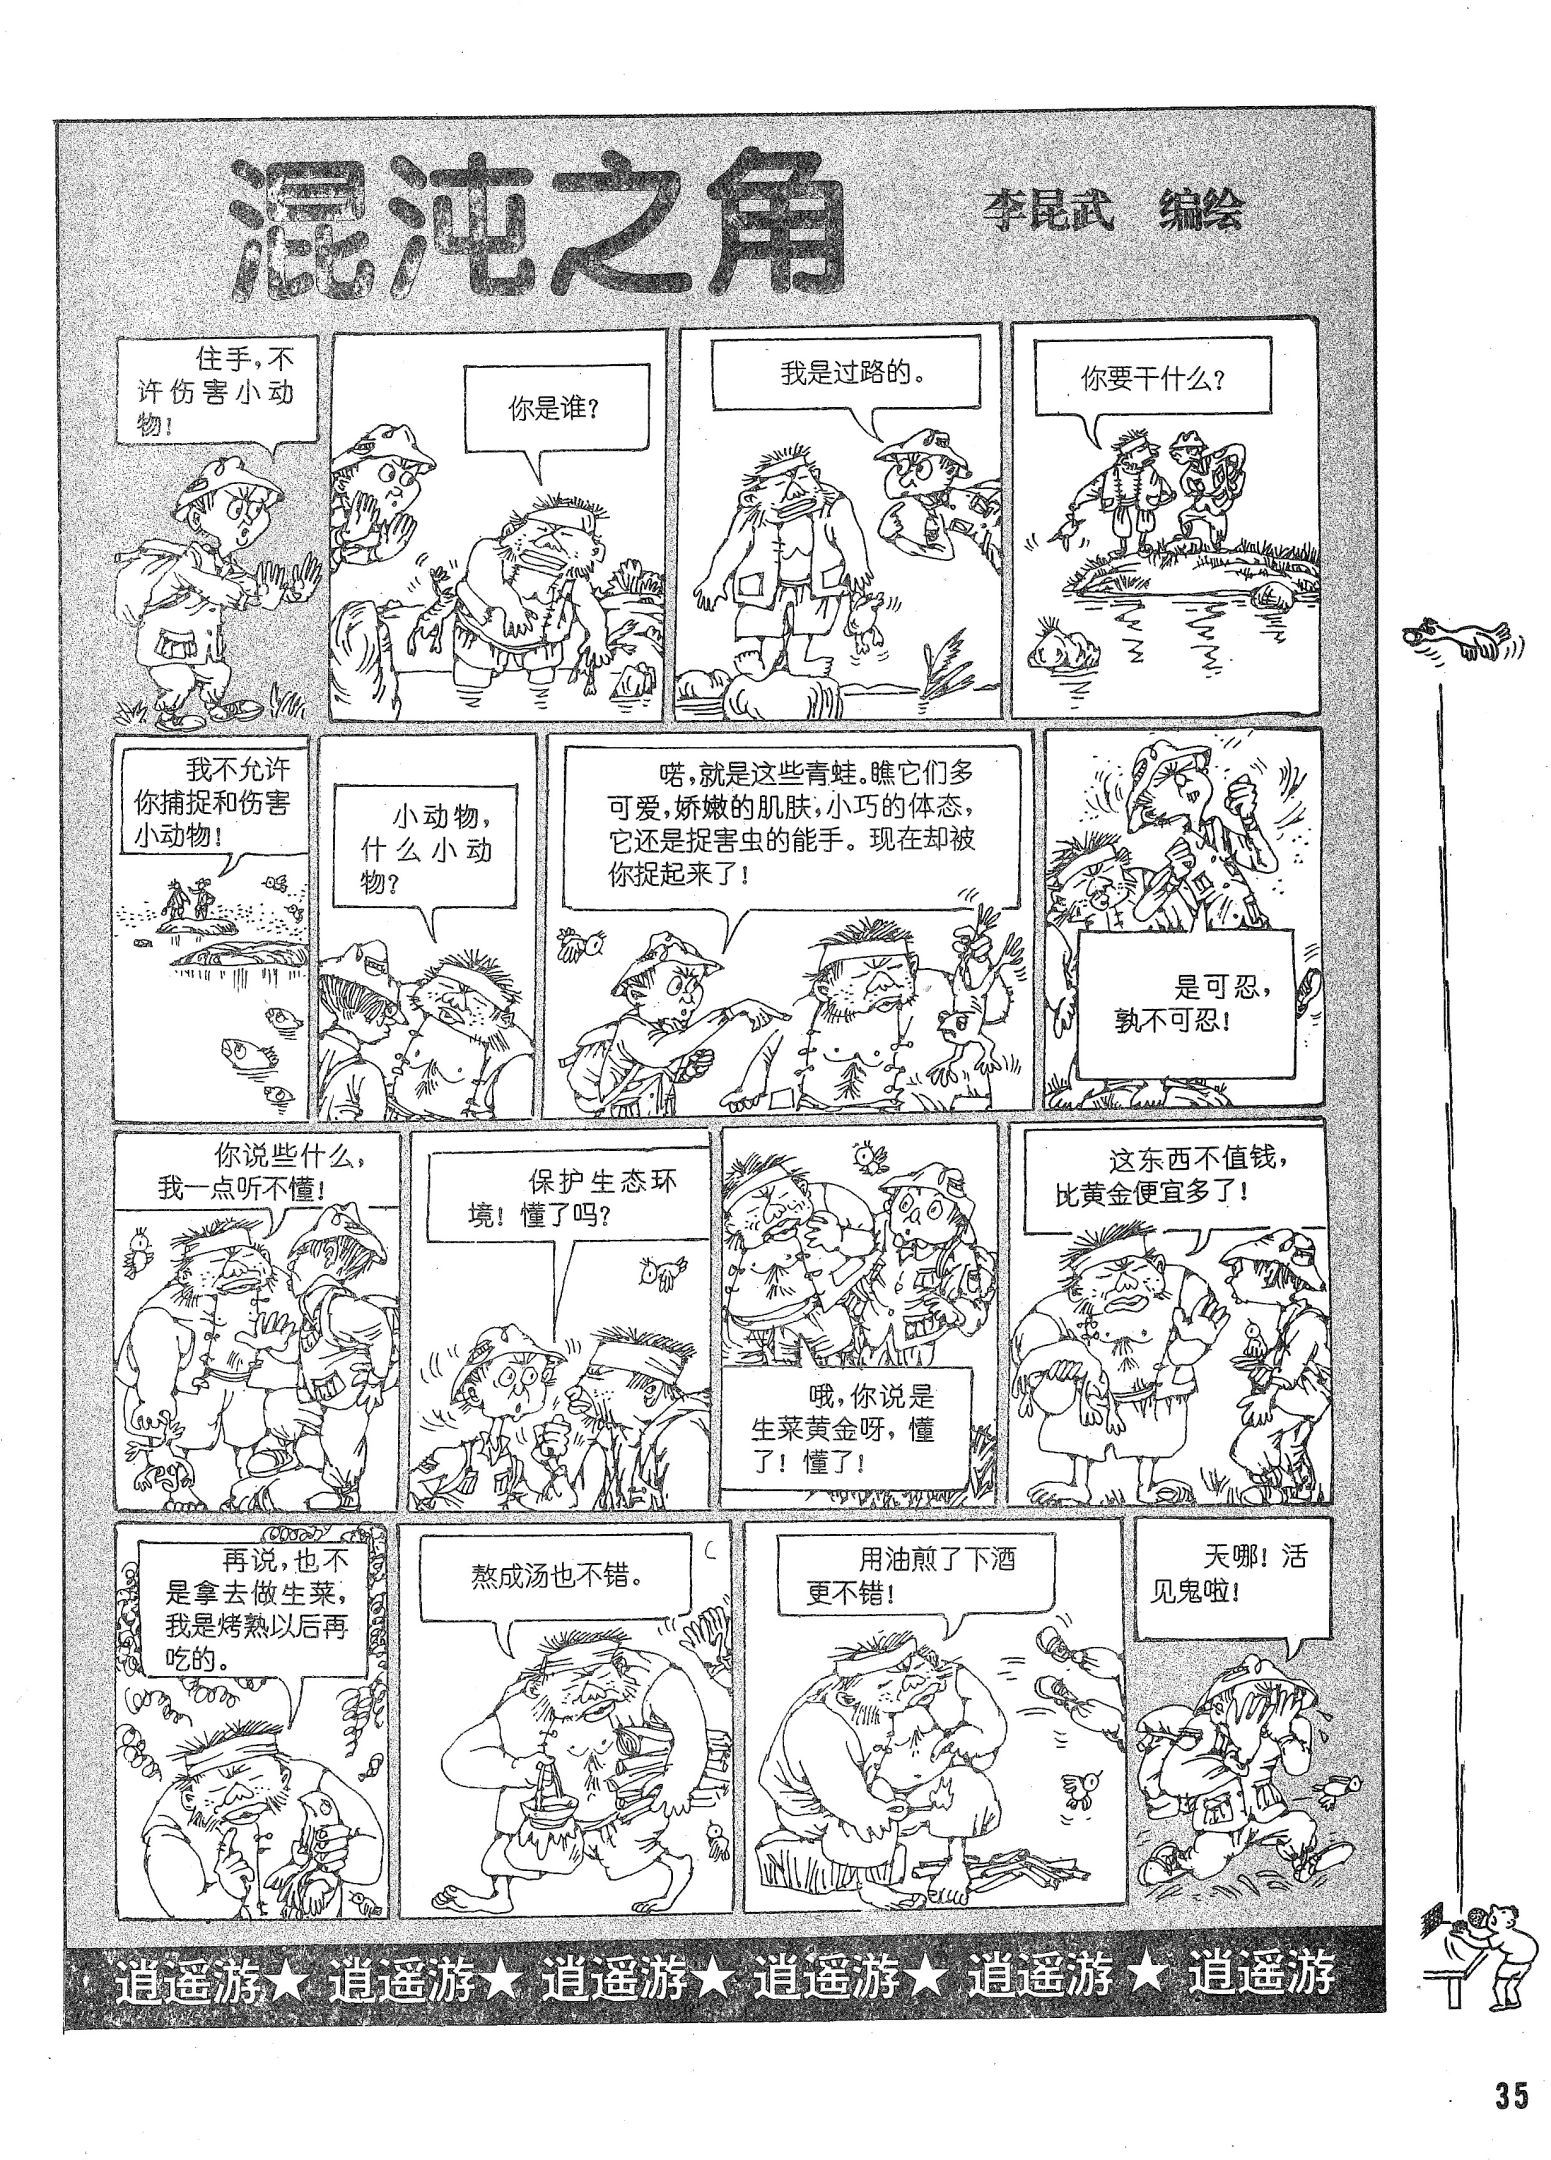 混沌之角
李昆武 编绘
住手,不
许伤害小动
物!
你是谁?
我是过路的。
你要干什么?
我不允许
你捕捉和伤害
小动物!
小动物,
什么小动
物?
喏,就是这些青蛙。瞧它们多
可爱,娇嫩的肌肤,小巧的体态,
它还是捉害虫的能手。现在却被
你捉起来了!
是可忍,
孰不可忍!
你说些什么,
我一点听不懂!
保护生态环
境!懂了吗?
哦,你说是
生菜黄金呀,懂
了!懂了!
这东西不值钱,
比黄金便宜多了!
再说,也不
是拿去做生菜,
我是烤熟以后再
吃的。
熬成汤也不错。
用油煎了下酒
更不错!
天哪!活
见鬼啦!
逍遥游★ 逍遥游★ 逍遥游★ 逍遥游★ 逍遥游★ 逍遥游
35